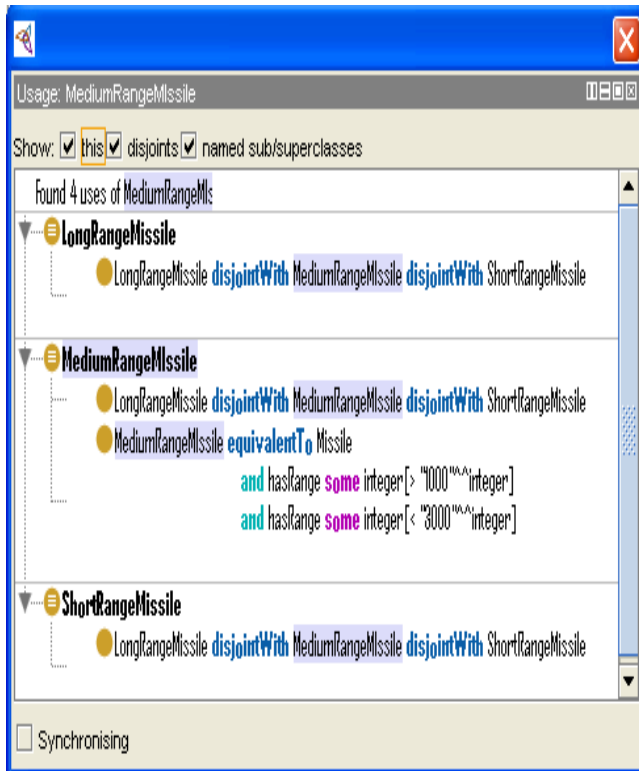 Usage: MediumRangeMIssile
Show: this disjoints named sub/superclasses
Found 4 uses of MediumRangeMIs
LongRangeMissile
LongRangeMissile disjointWith MediumRangeMIssile disjointWith ShortRangeMissile
MediumRangeMIssile
LongRangeMissile disjointWith MediumRangeMIssile disjointWith ShortRangeMissile
MediumRangeMIssile equivalentTo Missile
and hasRange some integer[> "1000"^^integer]
and hasRange some integer[< "3000"^^integer]
ShortRangeMissile
LongRangeMissile disjointWith MediumRangeMIssile disjointWith ShortRangeMissile
Synchronising